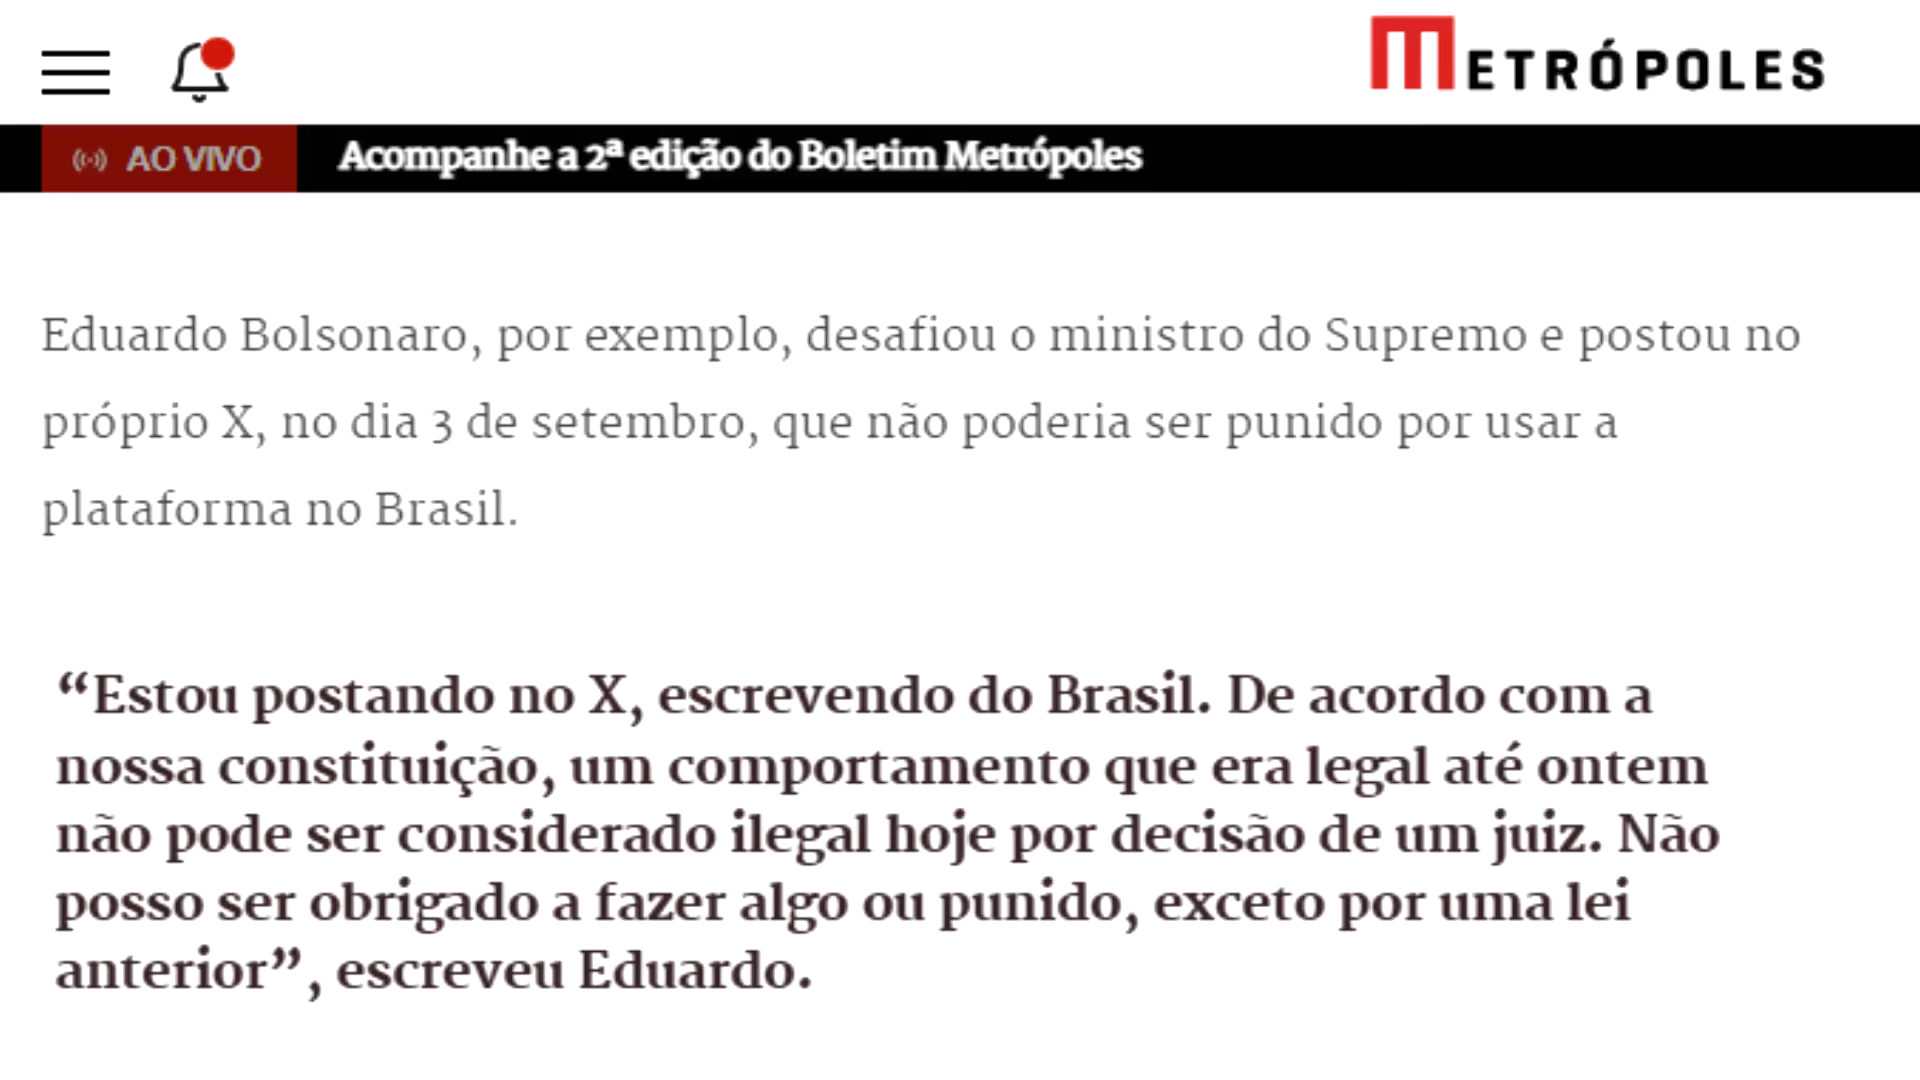 METRÓPOLES
AO VIVO Acompanhe a 2ª edição do Boletim Metrópoles
Eduardo Bolsonaro, por exemplo, desafiou o ministro do Supremo e postou no
próprio X, no dia 3 de setembro, que não poderia ser punido por usar a
plataforma no Brasil.
“Estou postando no X, escrevendo do Brasil. De acordo com a
nossa constituição, um comportamento que era legal até ontem
não pode ser considerado ilegal hoje por decisão de um juiz. Não
posso ser obrigado a fazer algo ou punido, exceto por uma lei
anterior”, escreveu Eduardo.